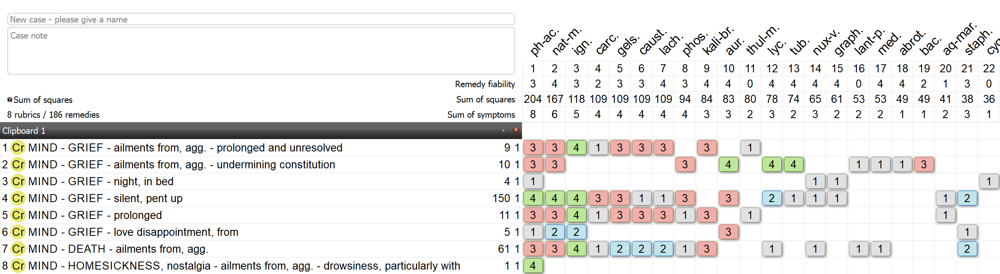 New case - please give a name
Case note
ph-ac. nat-m. ign. carc. gels. caust. lach. phos. kali-br. aur. thul-m. lyc. tub. nux-v. graph. lant-p. med. abrot. bac. aq-mar. staph.
1 2 3 4 5 6 7 8 9 10 11 12 13 14 15 16 17 18 19 20 21 22
Remedy fiability 3 4 3 2 3 3 4 3 4 4 0 4 4 4 4 0 4 4 2 1 3 0
Sum of squares Sum of squares 204 167 118 109 109 109 109 94 84 83 80 78 74 65 61 53 53 49 49 41 38 36
8 rubrics / 186 remedies Sum of symptoms 8 6 5 4 4 4 4 4 3 3 2 3 2 3 2 2 2 1 1 2 3 1
Clipboard 1
1 Cr MIND - GRIEF - ailments from, agg. - prolonged and unresolved 9 1 3 3 4 1 3 3 3 3 1
2 Cr MIND - GRIEF - ailments from, agg. - undermining constitution 10 1 3 3 3 4 4 4 1 1 1 3
3 Cr MIND - GRIEF - night, in bed 4 1 1 1 1 1
4 Cr MIND - GRIEF - silent, pent up 150 1 4 4 4 3 3 1 1 3 3 2 1 1 1 1 2
5 Cr MIND - GRIEF - prolonged 11 1 3 3 4 1 3 3 3 1 3 1 1
6 Cr MIND - GRIEF - love disappointment, from 5 1 1 2 2 3 1
7 Cr MIND - DEATH - ailments from, agg. 61 1 3 3 4 1 2 2 2 1 3 1 1 1 1 2
8 Cr MIND - HOMESICKNESS, nostalgia - ailments from, agg. - drowsiness, particularly with 1 1 4